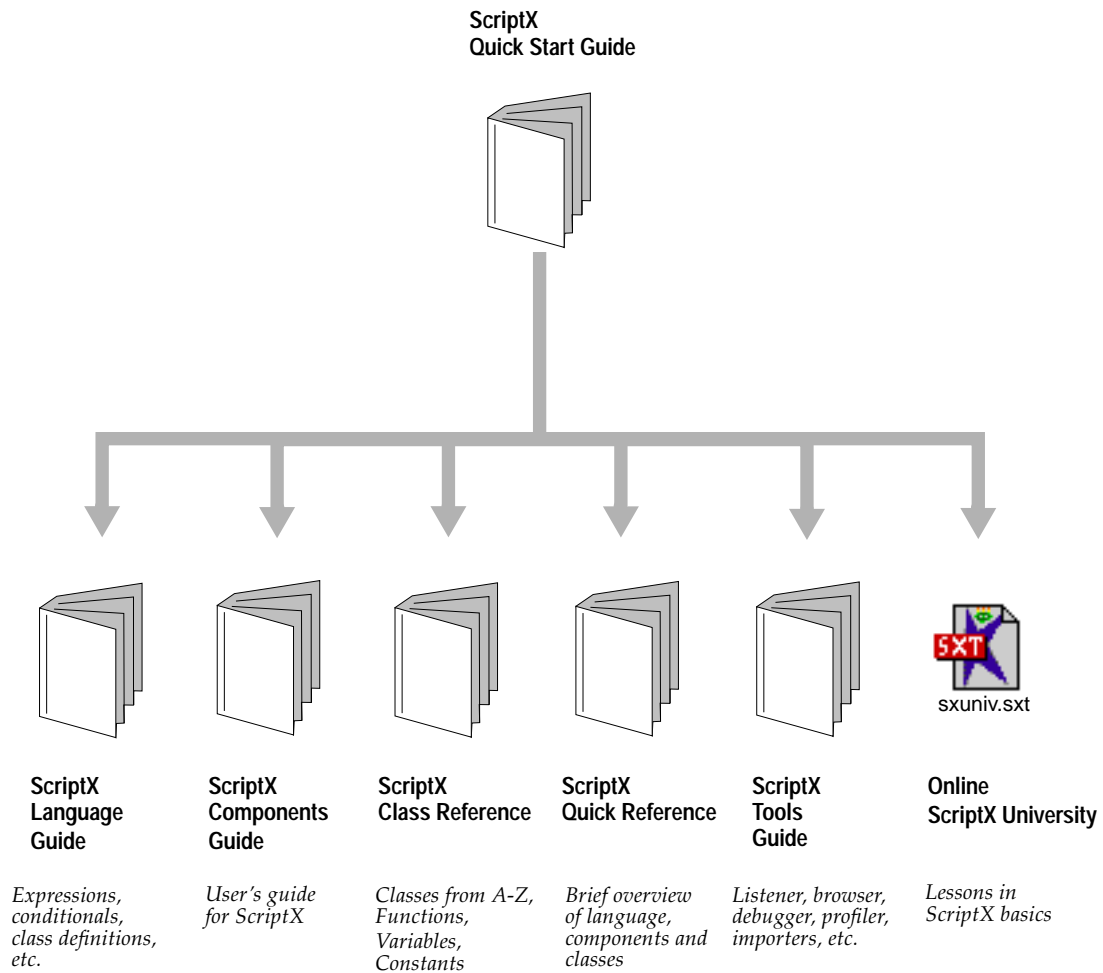 ScriptX
Quick Start Guide
SXT
sxuniv.sxt
ScriptX
Language
Guide
ScriptX
Components
Guide
ScriptX
Class Reference
ScriptX
Quick Reference
ScriptX
Tools
Guide
Online
ScriptX University
Expressions,
conditionals,
class definitions,
etc.
User's guide
for ScriptX
Classes from A-Z,
Functions,
Variables,
Constants
Brief overview
of language,
components and
classes
Listener, browser,
debugger, profiler,
importers, etc.
Lessons in
ScriptX basics